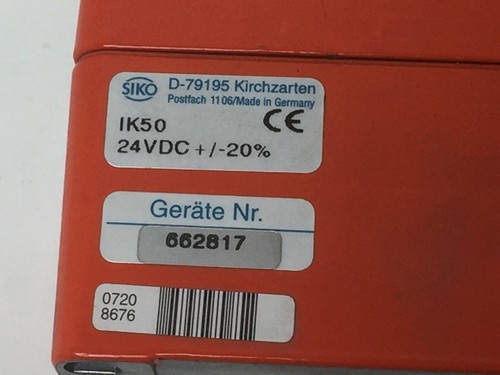 SIKO
D-79195 Kirchzarten
Postfach 1106/Made in Germany
IK50 CE
24VDC +/-20%
Geräte Nr.
662817
0720
8676